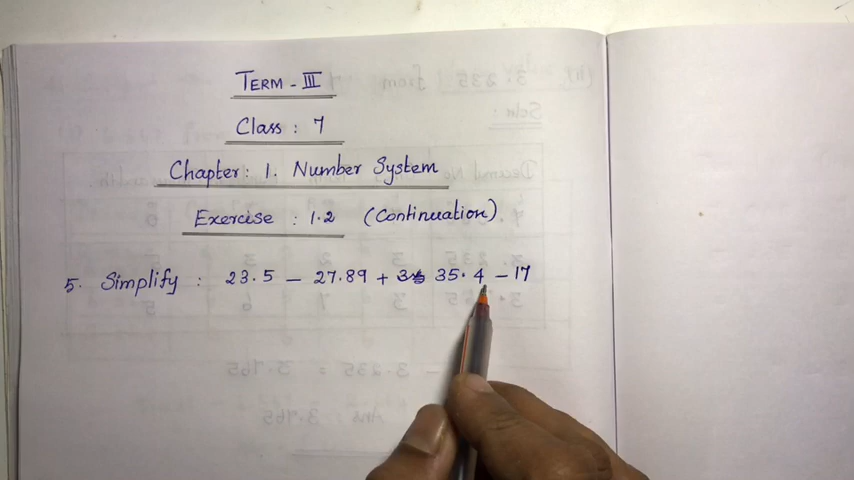 TERM - III
Class : 7
Chapter : 1. Number System
Exercise : 1.2 (Continuation).
5. Simplify : 23.5 - 27.89 + 35.4 - 17